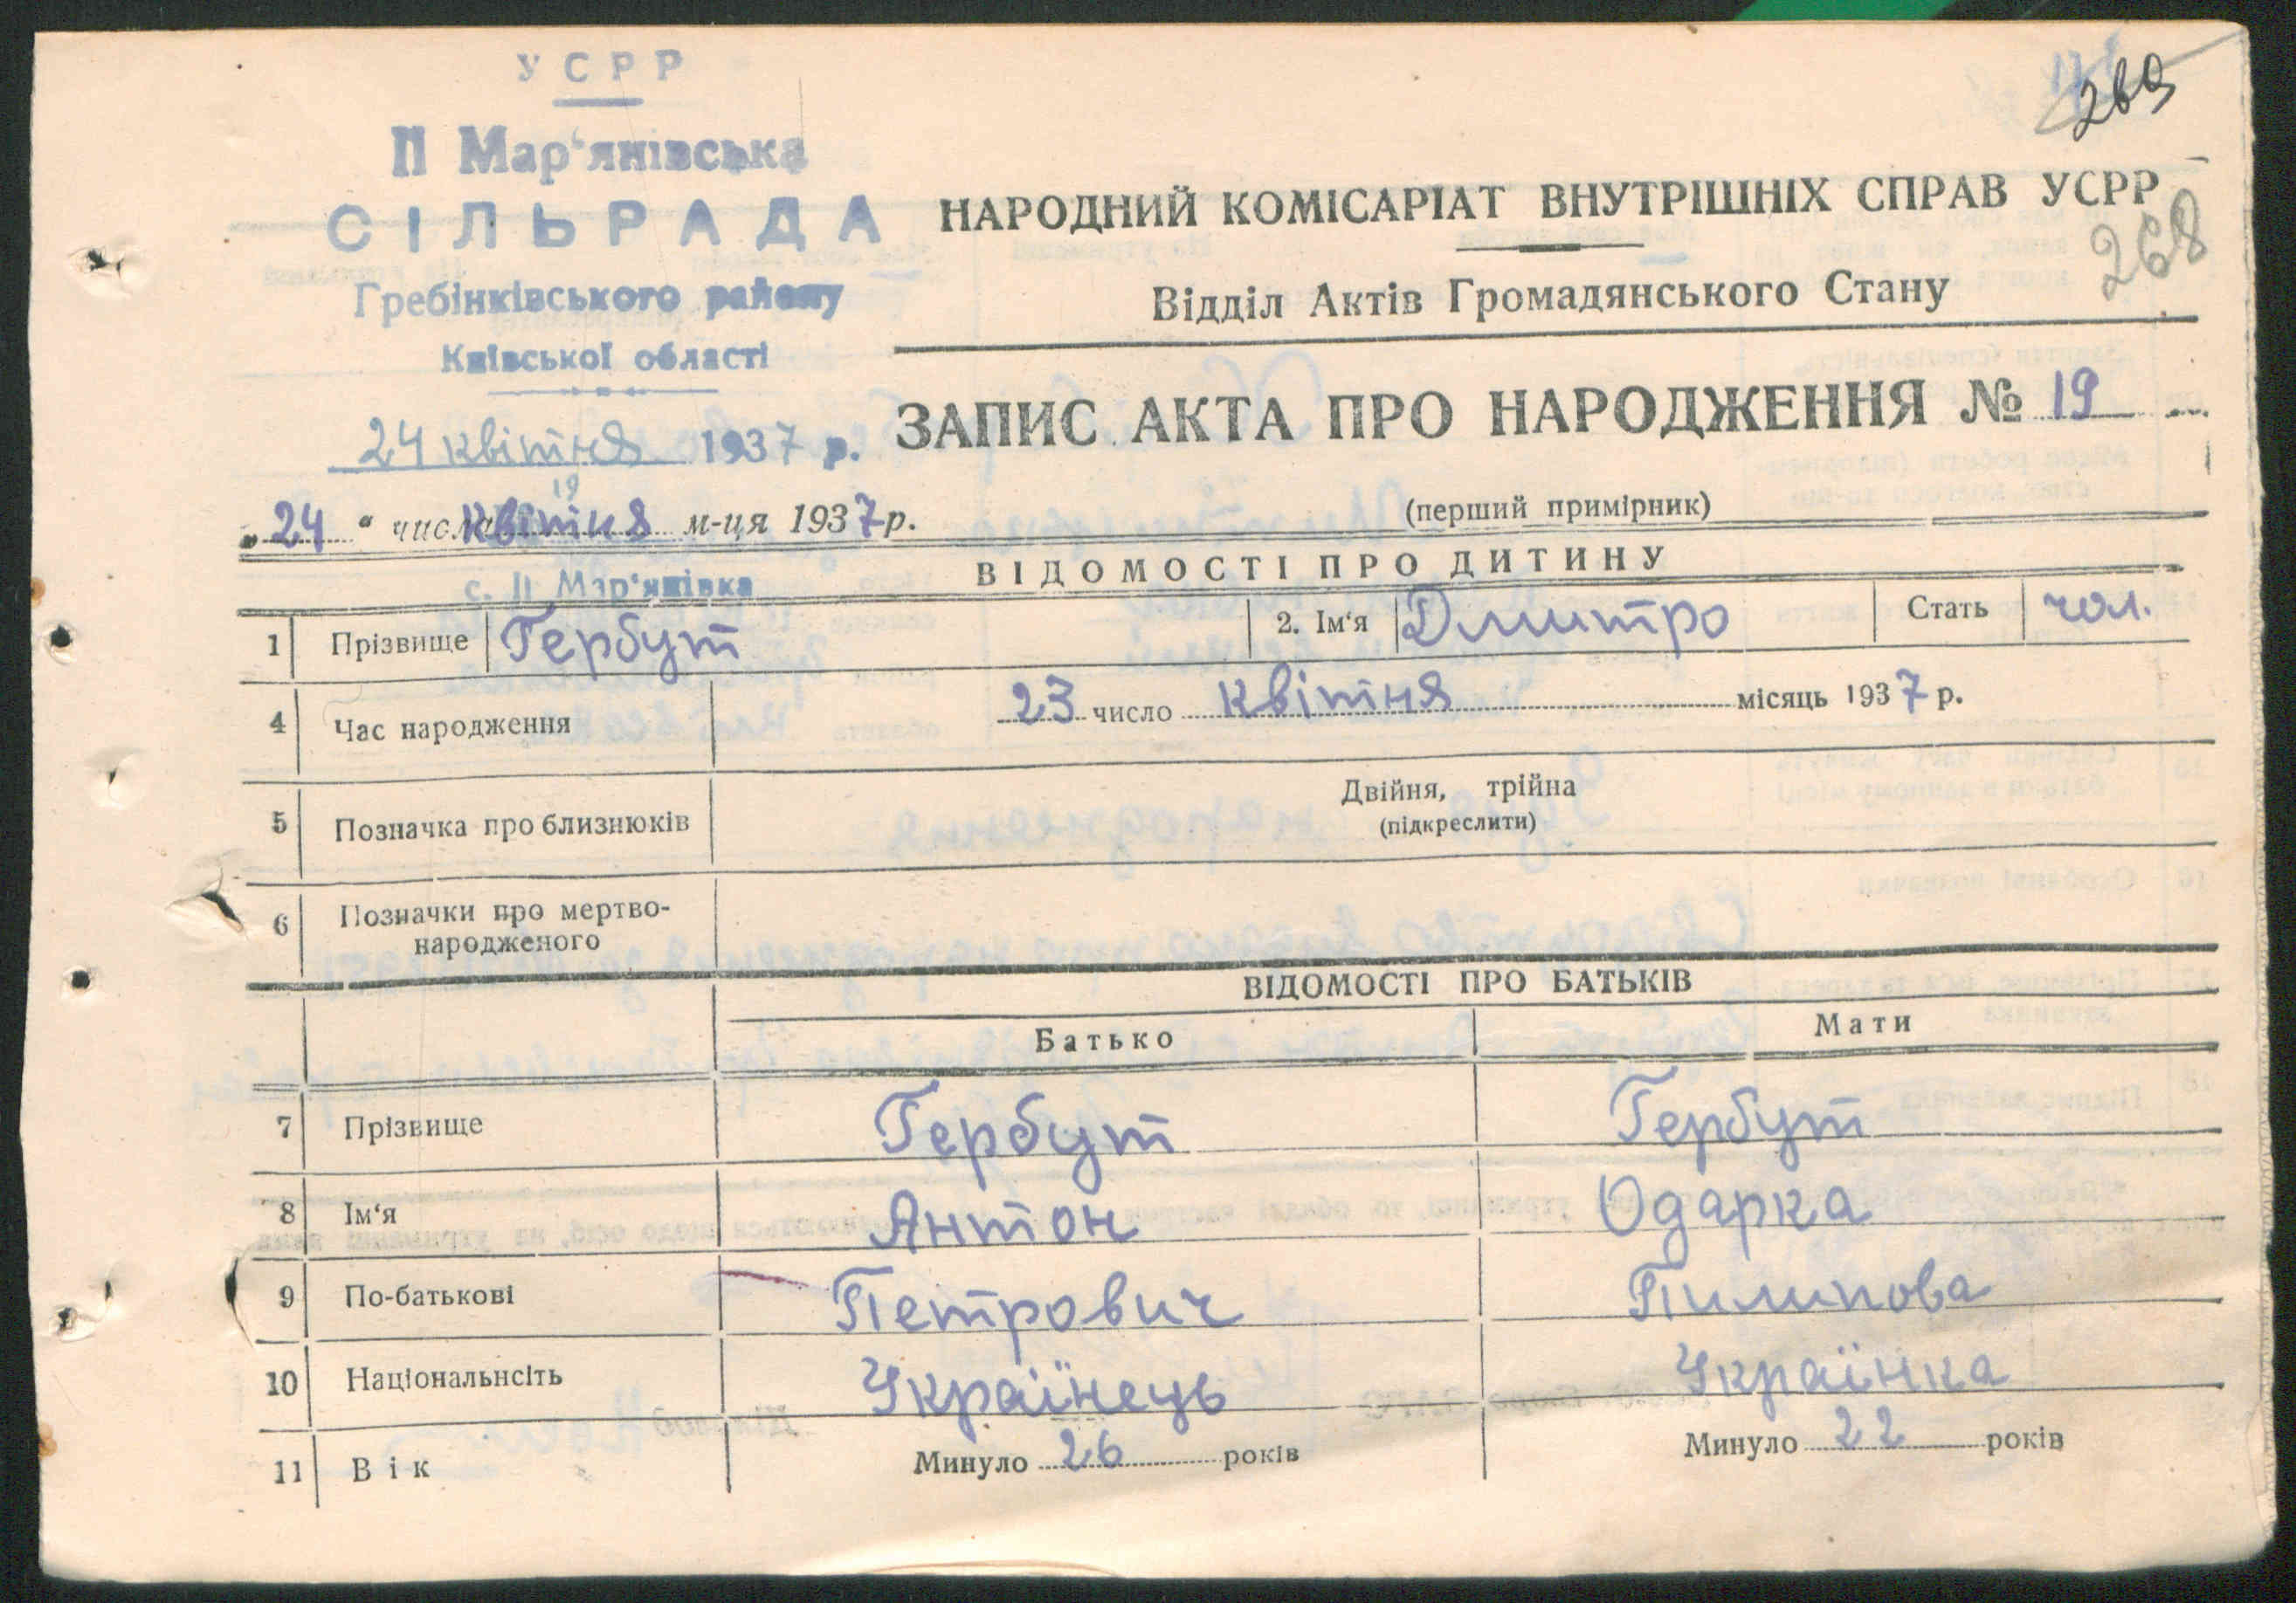 УСРР
II Мар'янівська
СІЛЬРАДА
Гребінківського району
Київської області
24 квітня 1937 р.
269
268
НАРОДНИЙ КОМІСАРІАТ ВНУТРІШНІХ СПРАВ УСРР
Відділ Актів Громадянського Стану
ЗАПИС АКТА ПРО НАРОДЖЕННЯ № 19
19
„24" числа квітня м-ця 1937 р.
(перший примірник)
с. II Мар'янівка
ВІДОМОСТІ ПРО ДИТИНУ
1 Прізвище Гербут 2. Ім'я Дмитро Стать чол.
4 Час народження 23 число квітня місяць 1937 р.
5 Позначка про близнюків Двійня, трійна
(підкреслити)
6 Позначки про мертво-
народженого
ВІДОМОСТІ ПРО БАТЬКІВ
Батько Мати
7 Прізвище Гербут Гербут
8 Ім'я Антон Одарка
9 По-батькові Петрович Пилипова
10 Національнсіть Українець Українка
11 Вік Минуло 26 років Минуло 22 років